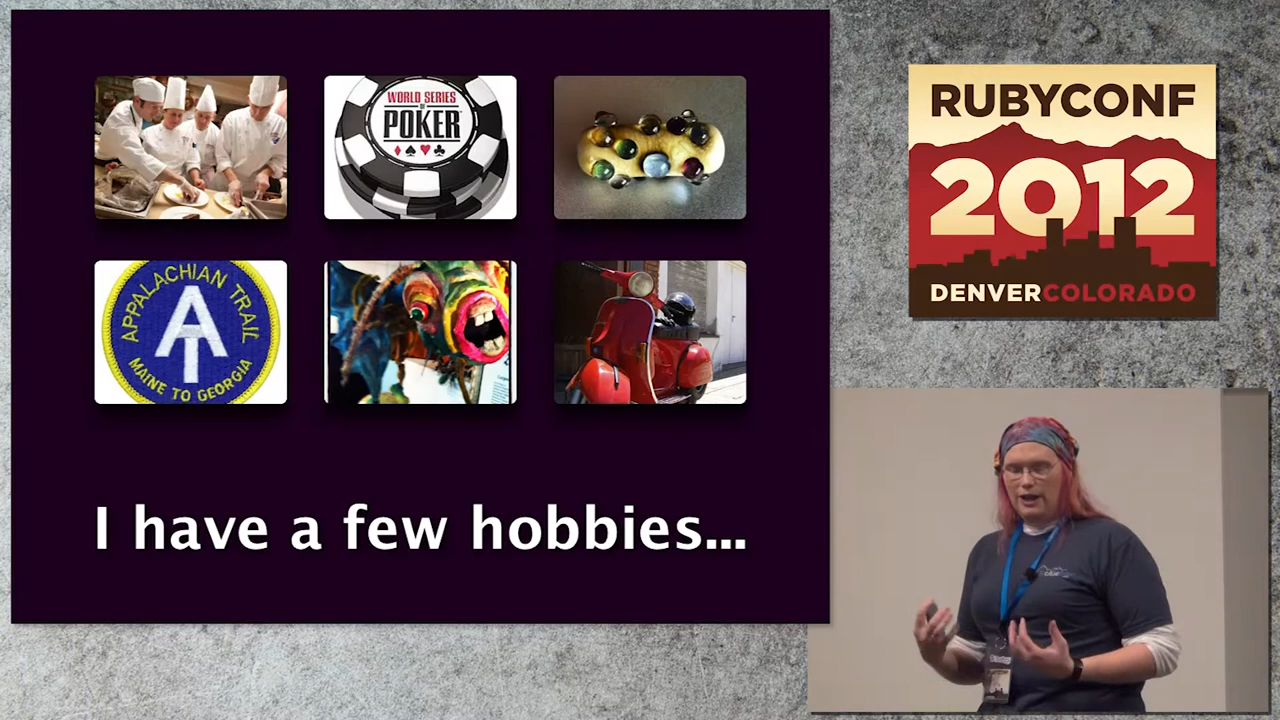 WORLD SERIES
OF
POKER
APPALACHIAN TRAIL
MAINE TO GEORGIA
I have a few hobbies...
RUBYCONF
2012
DENVERCOLORADO